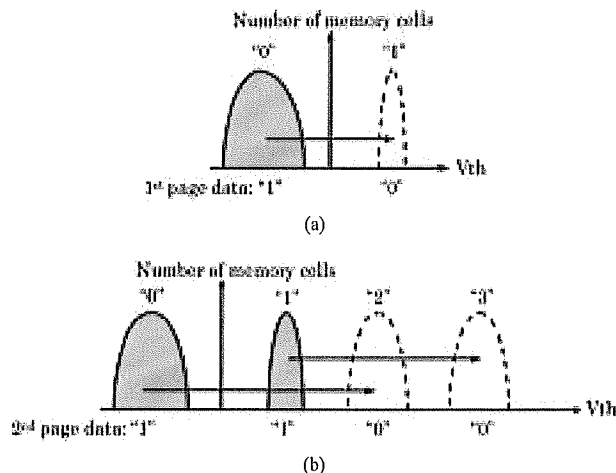 Number of memory cells
"0" "1"
Vth
1st page data: "1" "0"
(a)
Number of memory cells
"0" "1" "2" "3"
Vth
2nd page data: "1" "1" "0" "0"
(b)